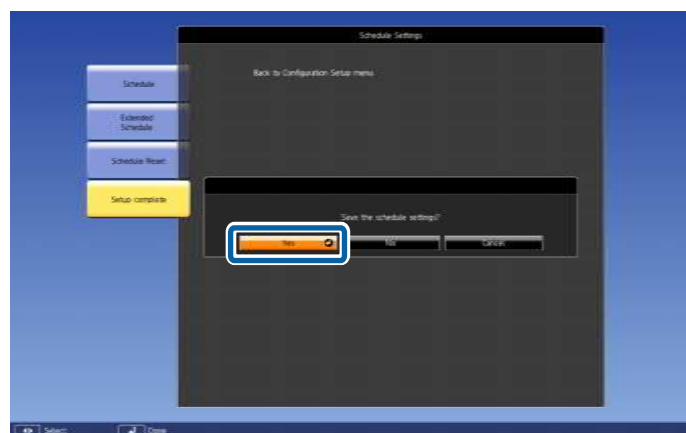 Schedule Settings
Back to Configuration Setup menu.
Schedule
Extended
Schedule
Schedule Reset
Setup complete
Save the schedule settings?
Yes
No
Cancel
Select
Done